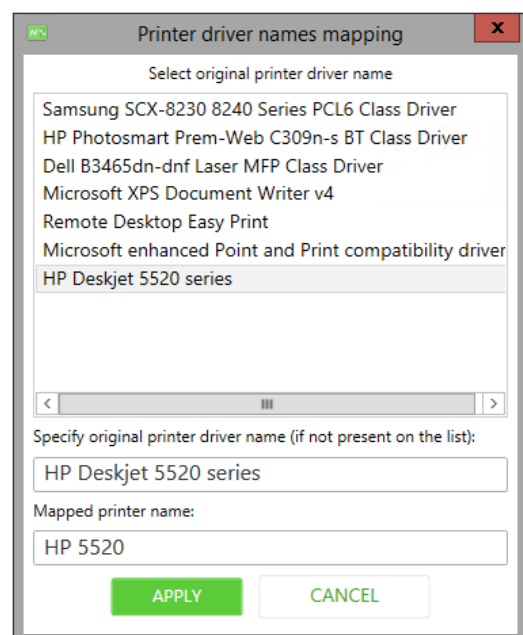 Printer driver names mapping
x
Select original printer driver name
Samsung SCX-8230 8240 Series PCL6 Class Driver
HP Photosmart Prem-Web C309n-s BT Class Driver
Dell B3465dn-dnf Laser MFP Class Driver
Microsoft XPS Document Writer v4
Remote Desktop Easy Print
Microsoft enhanced Point and Print compatibility driver
HP Deskjet 5520 series
Specify original printer driver name (if not present on the list):
HP Deskjet 5520 series
Mapped printer name:
HP 5520
APPLY CANCEL